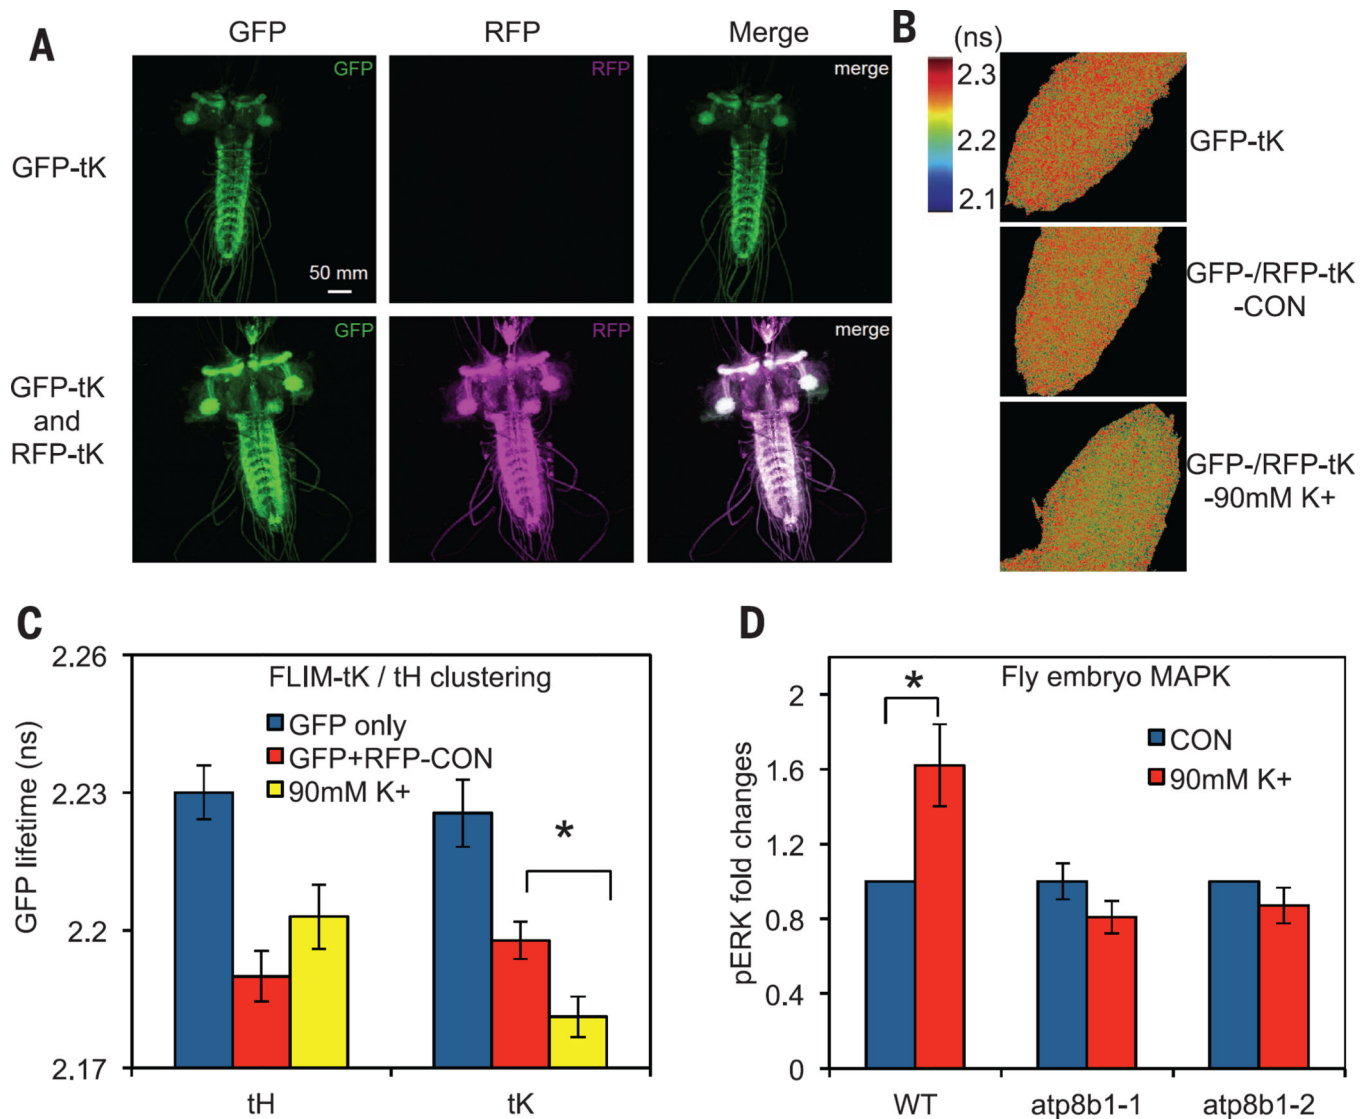 A
GFP
RFP
Merge
GFP-tK
GFP
RFP
merge
50 mm
GFP-tK
and
RFP-tK
GFP
RFP
merge
B
(ns)
2.3
2.2
2.1
GFP-tK
GFP-/RFP-tK
-CON
GFP-/RFP-tK
-90mM K+
C
FLIM-tK / tH clustering
GFP only
GFP+RFP-CON
90mM K+
*
GFP lifetime (ns)
2.26
2.23
2.2
2.17
tH
tK
D
Fly embryo MAPK
CON
90mM K+
*
pERK fold changes
2
1.6
1.2
0.8
0.4
0
WT
atp8b1-1
atp8b1-2